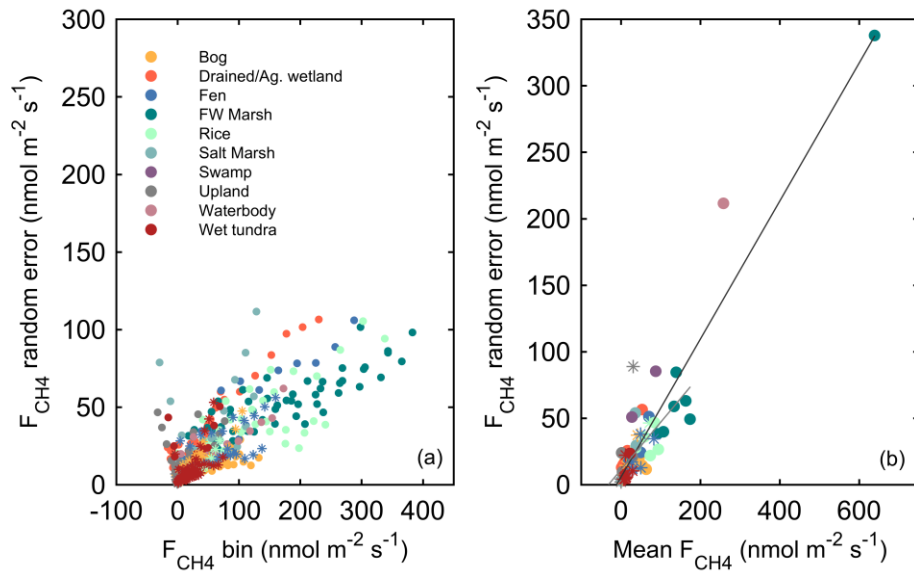 300
250
200
150
100
50
0
-100 0 100 200 300 400
F_CH4 random error (nmol m⁻² s⁻¹)
F_CH4 bin (nmol m⁻² s⁻¹)
Bog
Drained/Ag. wetland
Fen
FW Marsh
Rice
Salt Marsh
Swamp
Upland
Waterbody
Wet tundra
(a)
350
300
250
200
150
100
50
0
0 200 400 600
F_CH4 random error (nmol m⁻² s⁻¹)
Mean F_CH4 (nmol m⁻² s⁻¹)
(b)